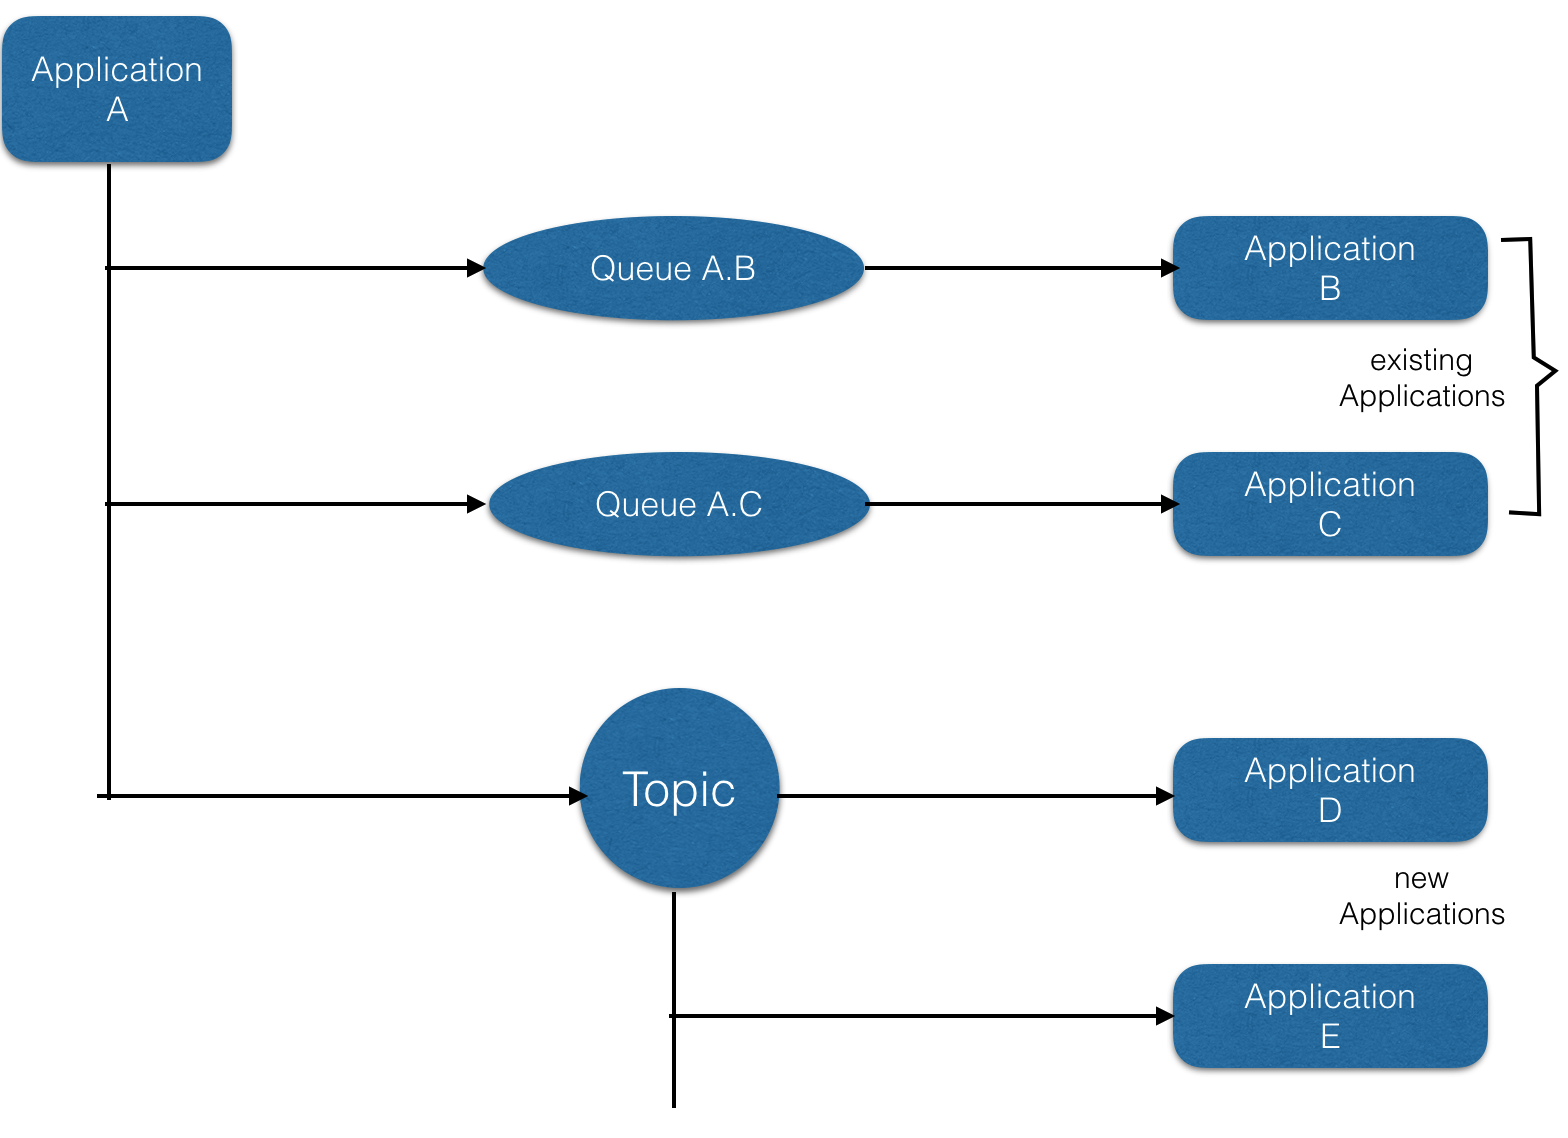 Application
A
Queue A.B
Application
B
existing
Applications
Queue A.C
Application
C
Topic
Application
D
new
Applications
Application
E